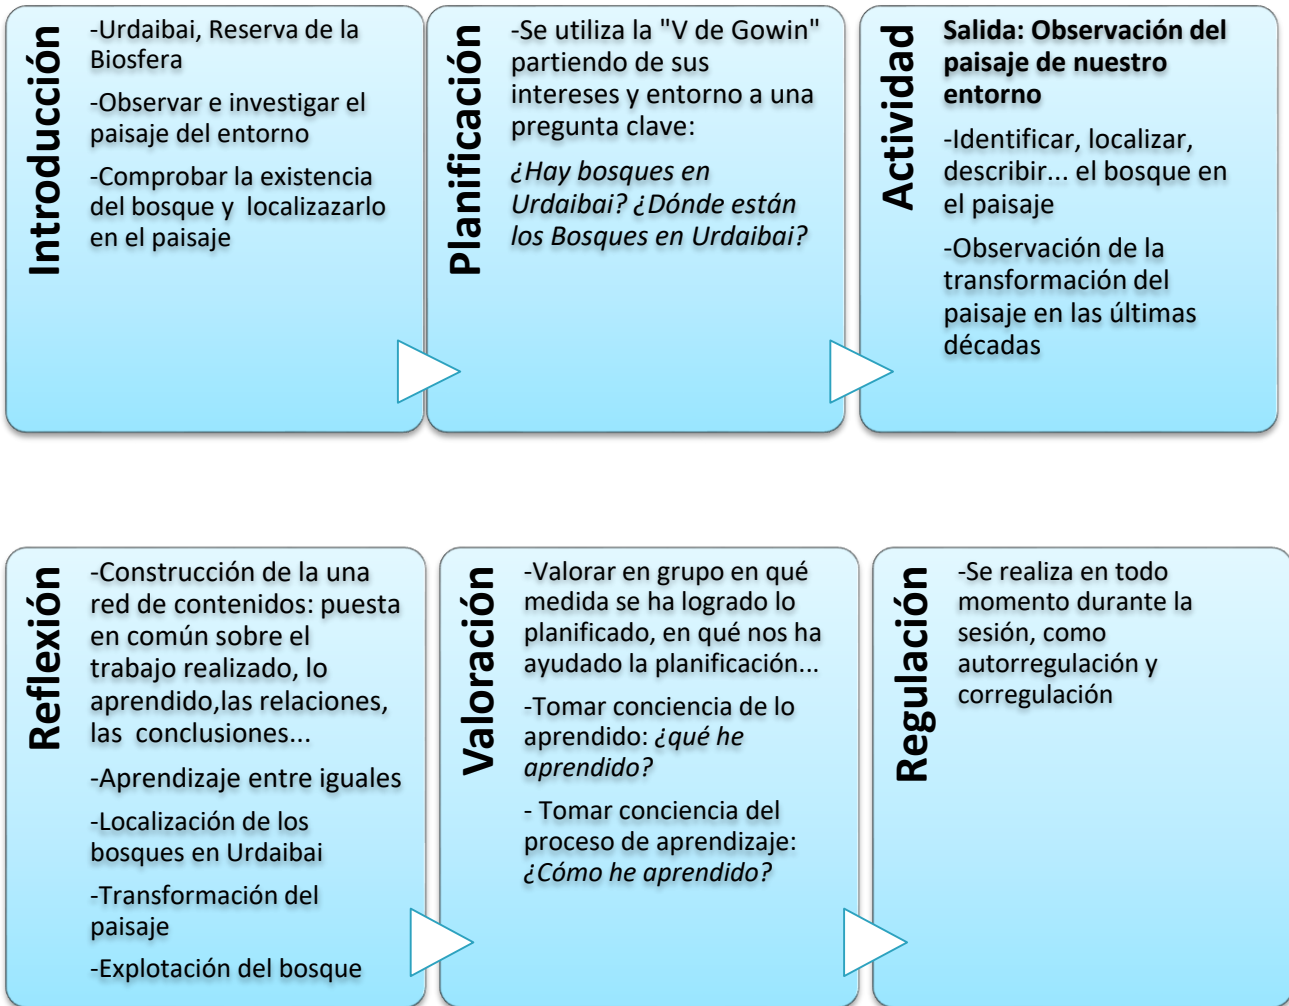 Introducción
-Urdaibai, Reserva de la
Biosfera
-Observar e investigar el
paisaje del entorno
-Comprobar la existencia
del bosque y localizazarlo
en el paisaje
Planificación
-Se utiliza la "V de Gowin"
partiendo de sus
intereses y entorno a una
pregunta clave:
¿Hay bosques en
Urdaibai? ¿Dónde están
los Bosques en Urdaibai?
Actividad
Salida: Observación del
paisaje de nuestro
entorno
-Identificar, localizar,
describir... el bosque en
el paisaje
-Observación de la
transformación del
paisaje en las últimas
décadas
Reflexión
-Construcción de la una
red de contenidos: puesta
en común sobre el
trabajo realizado, lo
aprendido,las relaciones,
las conclusiones...
-Aprendizaje entre iguales
-Localización de los
bosques en Urdaibai
-Transformación del
paisaje
-Explotación del bosque
Valoración
-Valorar en grupo en qué
medida se ha logrado lo
planificado, en qué nos ha
ayudado la planificación...
-Tomar conciencia de lo
aprendido: ¿qué he
aprendido?
- Tomar conciencia del
proceso de aprendizaje:
¿Cómo he aprendido?
Regulación
-Se realiza en todo
momento durante la
sesión, como
autorregulación y
corregulación